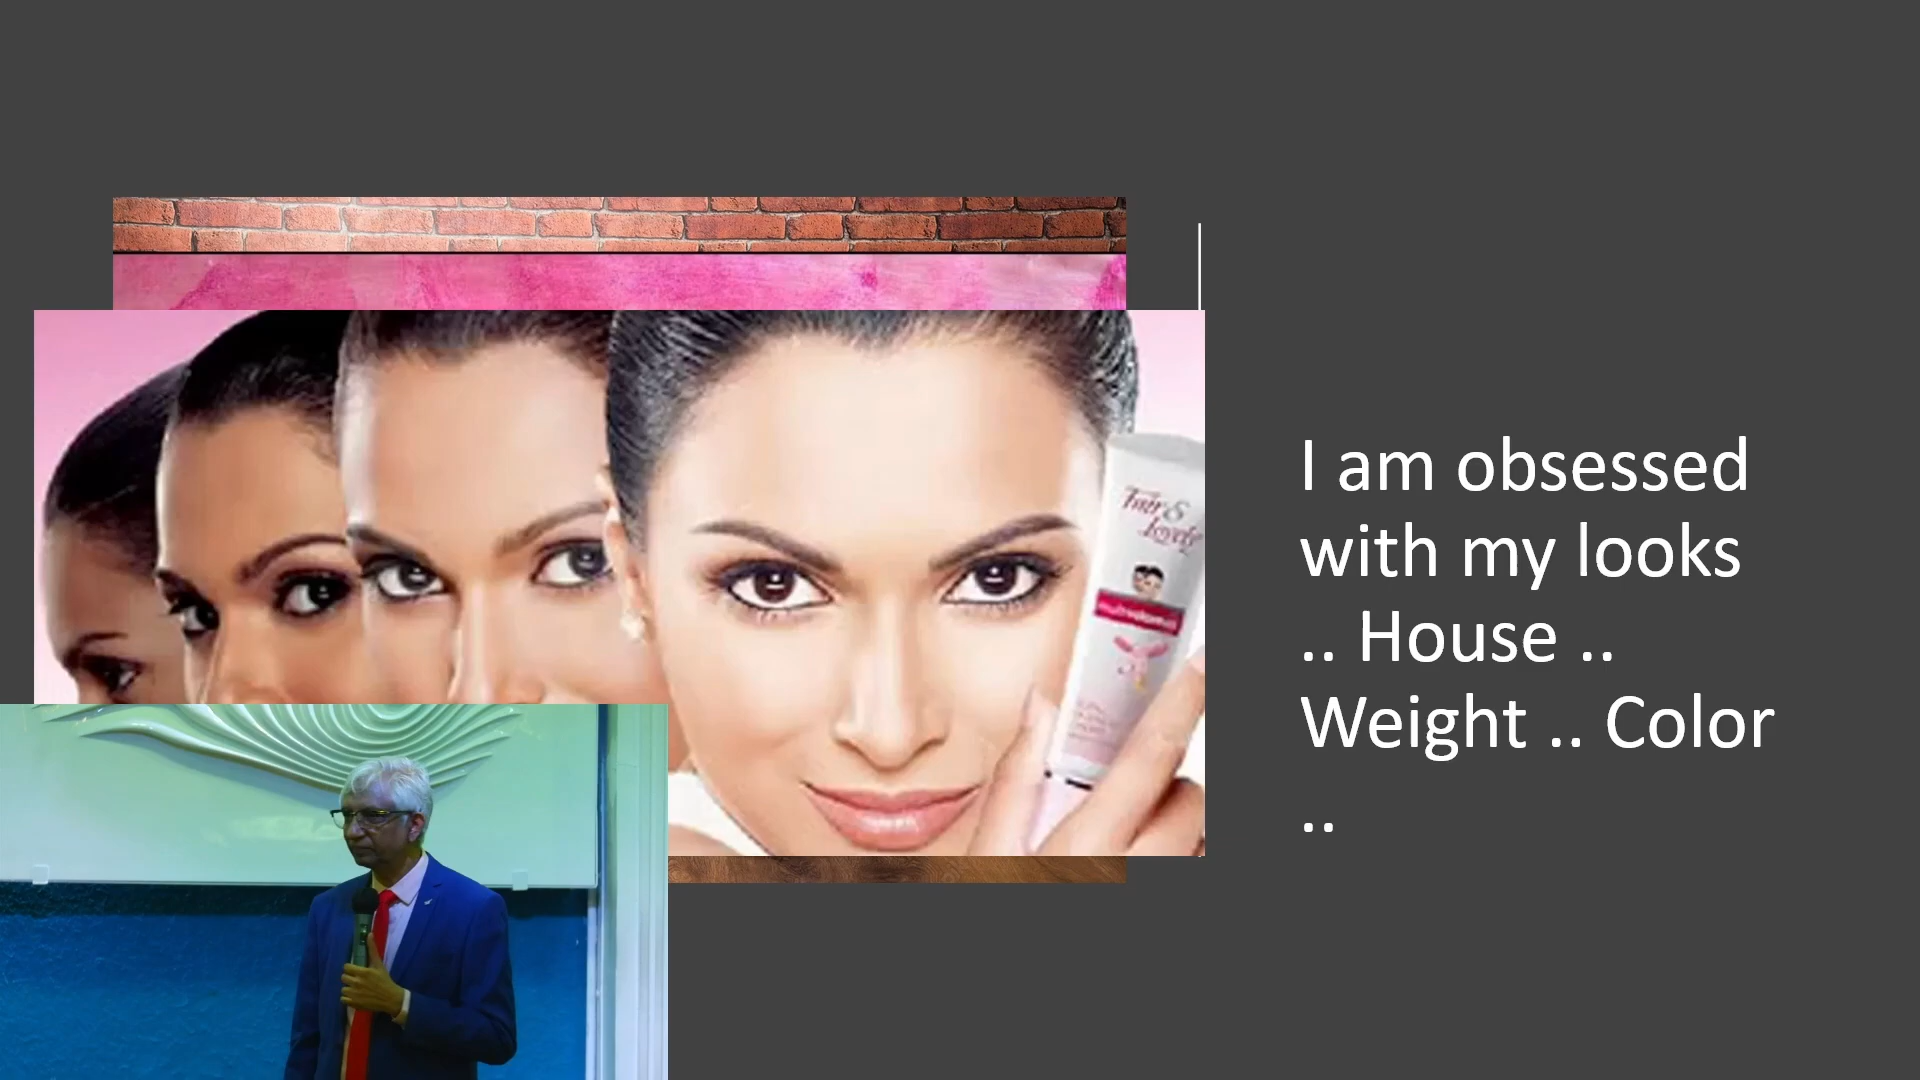 Fair &
Lovely
I am obsessed
with my looks
.. House ..
Weight .. Color
..